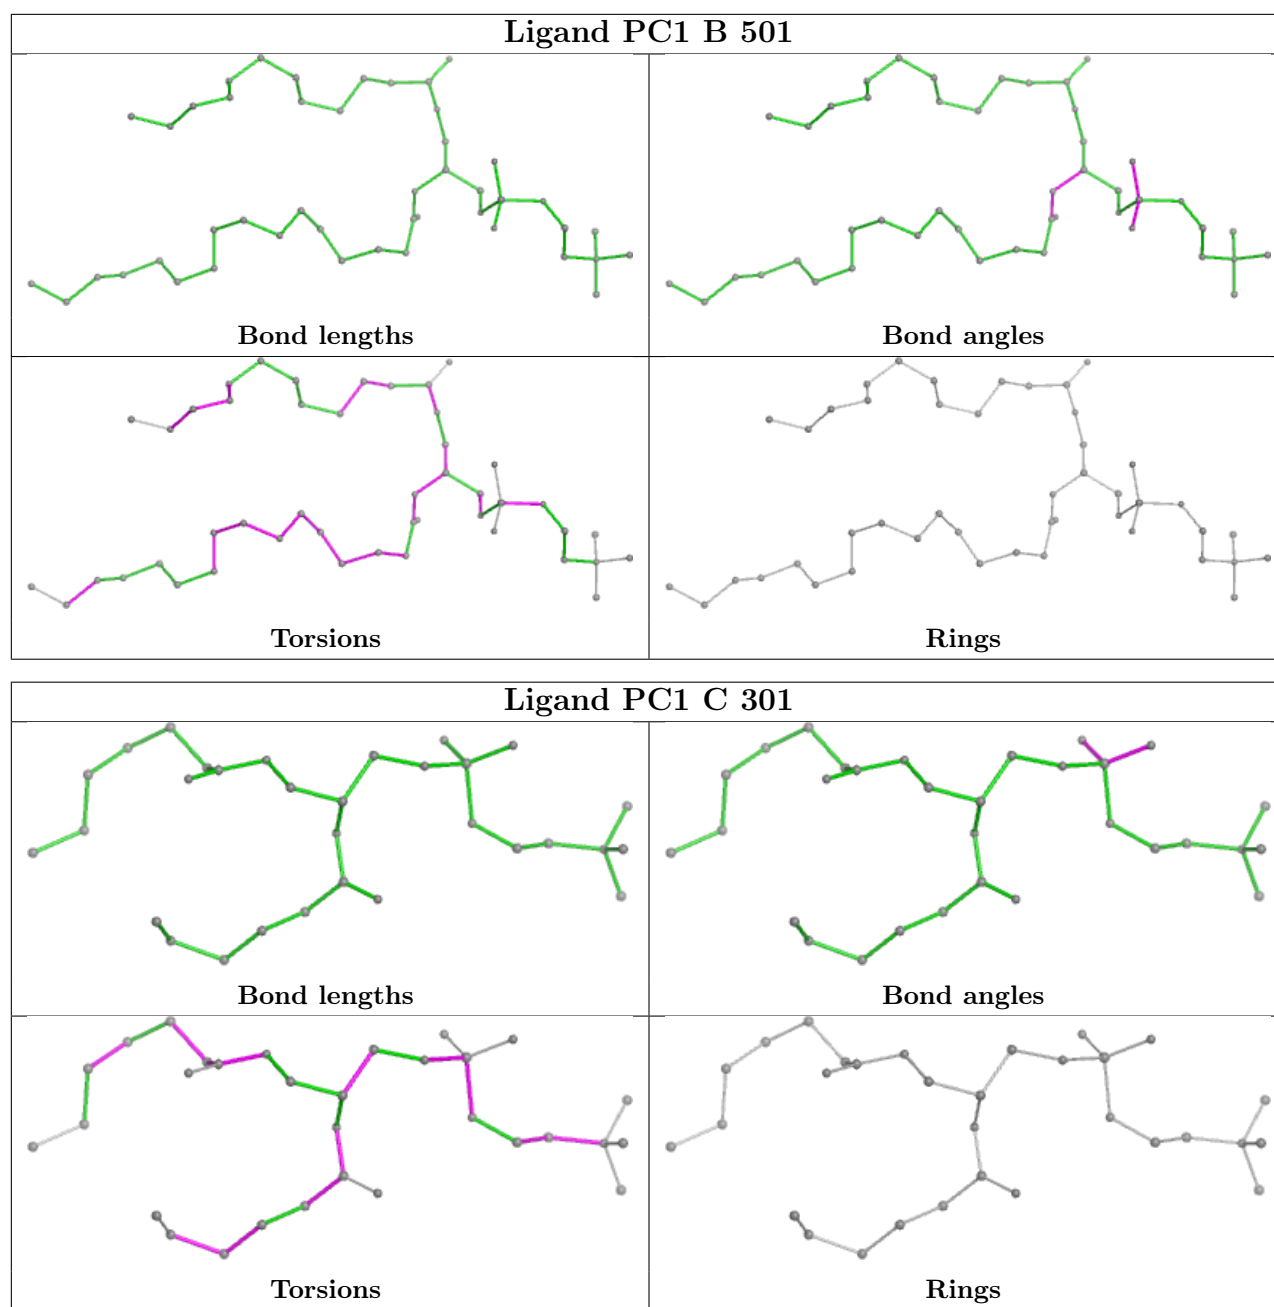 Ligand PC1 B 501
Bond lengths
Bond angles
Torsions
Rings
Ligand PC1 C 301
Bond lengths
Bond angles
Torsions
Rings